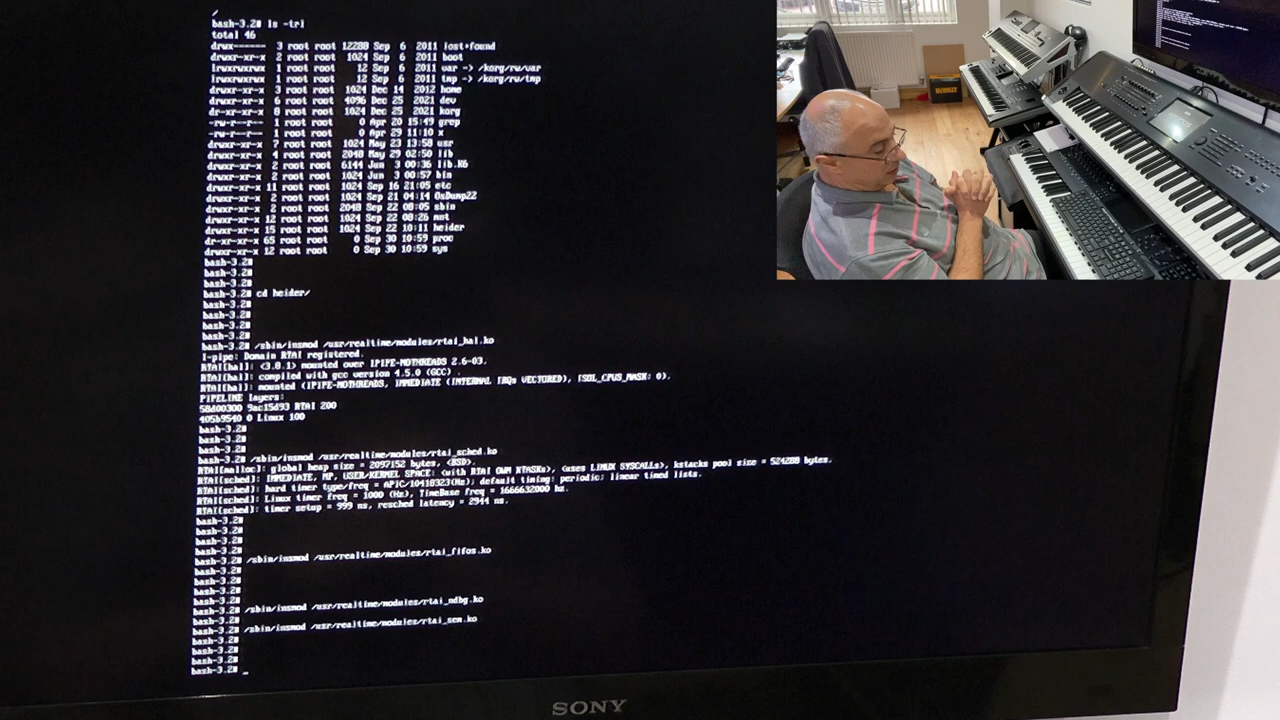 /
bash-3.2# ls -trl
total 46
drwx------ 3 root root 12288 Sep 6 2011 lost+found
drwxr-xr-x 2 root root 1024 Sep 6 2011 boot
lrwxrwxrwx 1 root root 12 Sep 6 2011 var -> /korg/rw/var
lrwxrwxrwx 1 root root 12 Sep 6 2011 tmp -> /korg/rw/tmp
drwxr-xr-x 3 root root 1024 Dec 14 2012 home
drwxr-xr-x 6 root root 4096 Dec 25 2021 dev
drwxr-xr-x 8 root root 1024 Dec 25 2021 korg
-rw-r--r-- 1 root root 0 Apr 20 15:49 grep
-rw-r--r-- 1 root root 0 Apr 29 11:10 x
drwxr-xr-x 7 root root 1024 May 23 13:58 usr
drwxr-xr-x 4 root root 2048 May 29 02:50 lib
drwxr-xr-x 2 root root 6144 Jun 3 00:35 lib.K6
drwxr-xr-x 2 root root 1024 Jun 3 00:57 bin
drwxr-xr-x 11 root root 1024 Sep 16 21:05 etc
drwxr-xr-x 2 root root 1024 Sep 21 04:14 OsDump22
drwxr-xr-x 2 root root 2048 Sep 22 08:05 sbin
drwxr-xr-x 12 root root 1024 Sep 22 08:26 mnt
drwxr-xr-x 15 root root 1024 Sep 22 10:11 heider
dr-xr-xr-x 65 root root 0 Sep 30 10:59 proc
drwxr-xr-x 12 root root 0 Sep 30 10:59 sys
bash-3.2#
bash-3.2#
bash-3.2#
bash-3.2# cd heider/
bash-3.2#
bash-3.2#
bash-3.2#
bash-3.2#
bash-3.2# /sbin/insmod /usr/realtime/modules/rtai_hal.ko
I-pipe: Domain RTAI registered.
RTAI[hal]: <3.8.1> mounted over IPIPE-NOTHREADS 2.6-03.
RTAI[hal]: compiled with gcc version 4.5.0 (GCC) .
RTAI[hal]: mounted (IPIPE-NOTHREADS, IMMEDIATE (INTERNAL IRQs VECTORED), ISOL_CPUS_MASK: 0).
PIPELINE layers:
58d00300 9ac15d93 RTAI 200
405b9540 0 Linux 100
bash-3.2#
bash-3.2#
bash-3.2# /sbin/insmod /usr/realtime/modules/rtai_sched.ko
RTAI[malloc]: global heap size = 2097152 bytes, <BSD>.
RTAI[sched]: IMMEDIATE, MP, USER/KERNEL SPACE: <with RTAI OWN KTASKs>, <uses LINUX SYSCALLs>, kstacks pool size = 524288 bytes.
RTAI[sched]: hard timer type/freq = APIC/10418323(Hz); default timing: periodic; linear timed lists.
RTAI[sched]: Linux timer freq = 1000 (Hz), TimeBase freq = 1666632000 hz.
RTAI[sched]: timer setup = 999 ns, resched latency = 2944 ns.
bash-3.2#
bash-3.2#
bash-3.2#
bash-3.2#
bash-3.2# /sbin/insmod /usr/realtime/modules/rtai_fifos.ko
bash-3.2#
bash-3.2#
bash-3.2#
bash-3.2#
bash-3.2# /sbin/insmod /usr/realtime/modules/rtai_mdbg.ko
bash-3.2#
bash-3.2# /sbin/insmod /usr/realtime/modules/rtai_sem.ko
bash-3.2#
bash-3.2#
bash-3.2#
bash-3.2# _
SONY
DEWALT